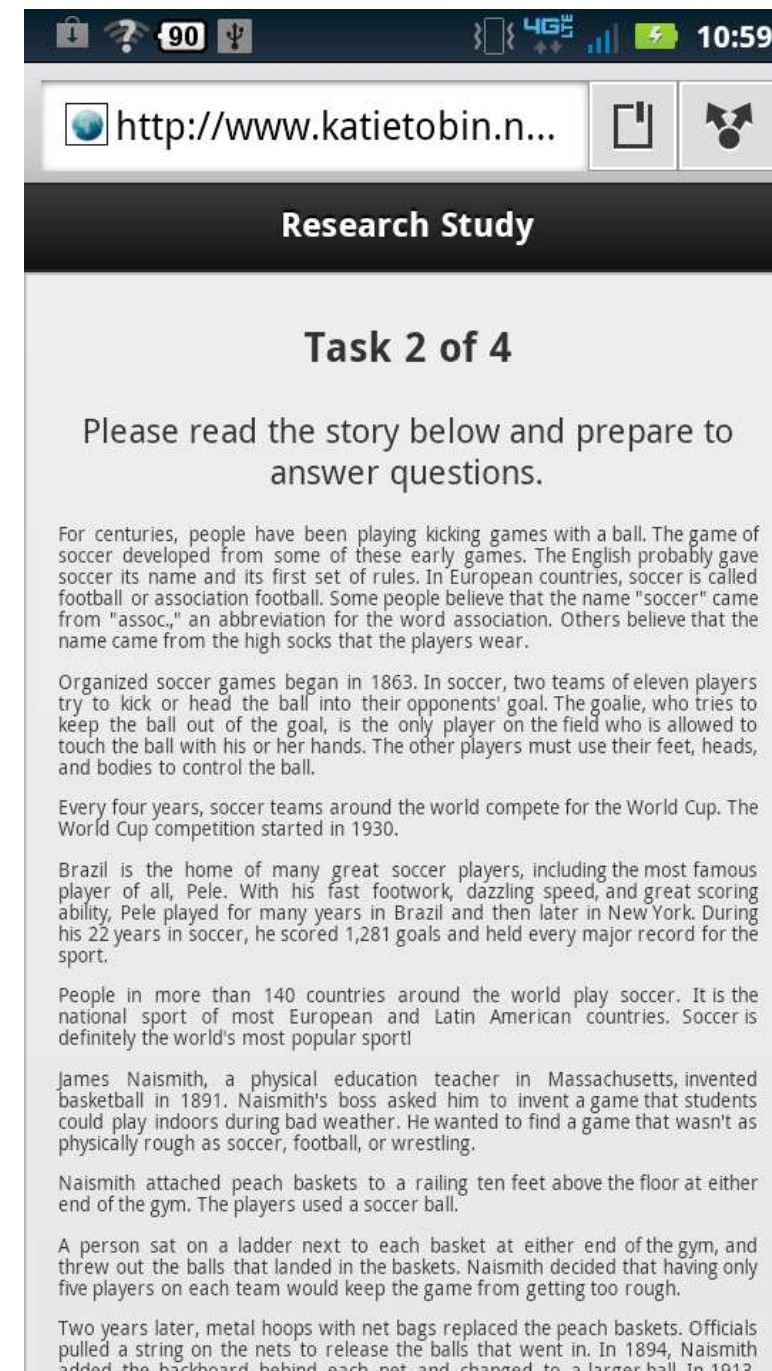 90
4G LTE
10:59
http://www.katietobin.n...
Research Study
Task 2 of 4
Please read the story below and prepare to
answer questions.
For centuries, people have been playing kicking games with a ball. The game of
soccer developed from some of these early games. The English probably gave
soccer its name and its first set of rules. In European countries, soccer is called
football or association football. Some people believe that the name "soccer" came
from "assoc.," an abbreviation for the word association. Others believe that the
name came from the high socks that the players wear.
Organized soccer games began in 1863. In soccer, two teams of eleven players
try to kick or head the ball into their opponents' goal. The goalie, who tries to
keep the ball out of the goal, is the only player on the field who is allowed to
touch the ball with his or her hands. The other players must use their feet, heads,
and bodies to control the ball.
Every four years, soccer teams around the world compete for the World Cup. The
World Cup competition started in 1930.
Brazil is the home of many great soccer players, including the most famous
player of all, Pele. With his fast footwork, dazzling speed, and great scoring
ability, Pele played for many years in Brazil and then later in New York. During
his 22 years in soccer, he scored 1,281 goals and held every major record for the
sport.
People in more than 140 countries around the world play soccer. It is the
national sport of most European and Latin American countries. Soccer is
definitely the world's most popular sport!
James Naismith, a physical education teacher in Massachusetts, invented
basketball in 1891. Naismith's boss asked him to invent a game that students
could play indoors during bad weather. He wanted to find a game that wasn't as
physically rough as soccer, football, or wrestling.
Naismith attached peach baskets to a railing ten feet above the floor at either
end of the gym. The players used a soccer ball.
A person sat on a ladder next to each basket at either end of the gym, and
threw out the balls that landed in the baskets. Naismith decided that having only
five players on each team would keep the game from getting too rough.
Two years later, metal hoops with net bags replaced the peach baskets. Officials
pulled a string on the nets to release the balls that went in. In 1894, Naismith
added the backboard behind each net and changed to a larger ball. In 1913,